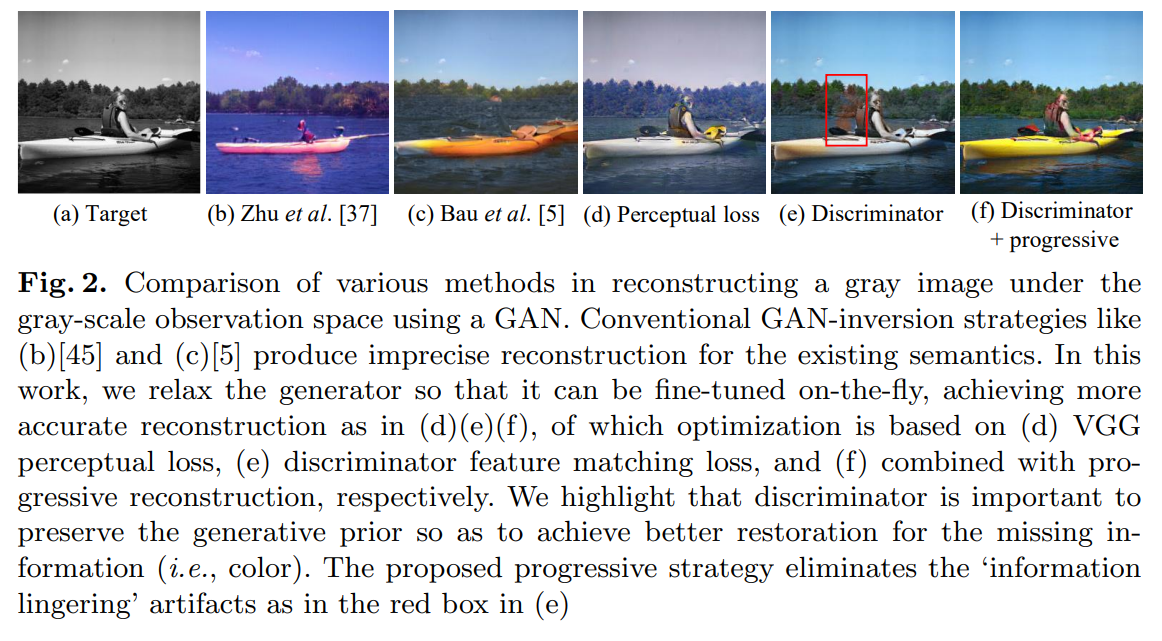 (a) Target (b) Zhu et al. [37] (c) Bau et al. [5] (d) Perceptual loss (e) Discriminator (f) Discriminator
+ progressive
Fig. 2. Comparison of various methods in reconstructing a gray image under the
gray-scale observation space using a GAN. Conventional GAN-inversion strategies like
(b)[45] and (c)[5] produce imprecise reconstruction for the existing semantics. In this
work, we relax the generator so that it can be fine-tuned on-the-fly, achieving more
accurate reconstruction as in (d)(e)(f), of which optimization is based on (d) VGG
perceptual loss, (e) discriminator feature matching loss, and (f) combined with pro-
gressive reconstruction, respectively. We highlight that discriminator is important to
preserve the generative prior so as to achieve better restoration for the missing in-
formation (i.e., color). The proposed progressive strategy eliminates the ‘information
lingering’ artifacts as in the red box in (e)